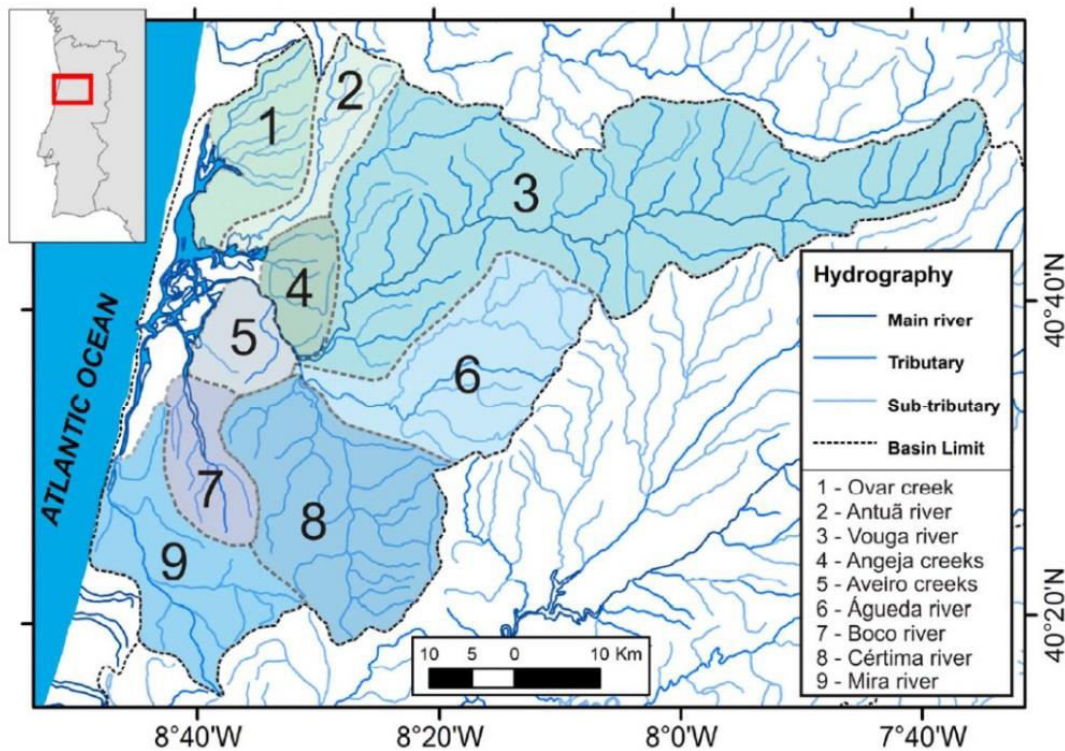 1
2
3
4
5
6
7
8
9
ATLANTIC OCEAN
Hydrography
Main river
Tributary
Sub-tributary
Basin Limit
1 - Ovar creek
2 - Antuã river
3 - Vouga river
4 - Angeja creeks
5 - Aveiro creeks
6 - Águeda river
7 - Boco river
8 - Cértima river
9 - Mira river
10 5 0 10 Km
40°40'N
40°20'N
8°40'W 8°20'W 8°0'W 7°40'W